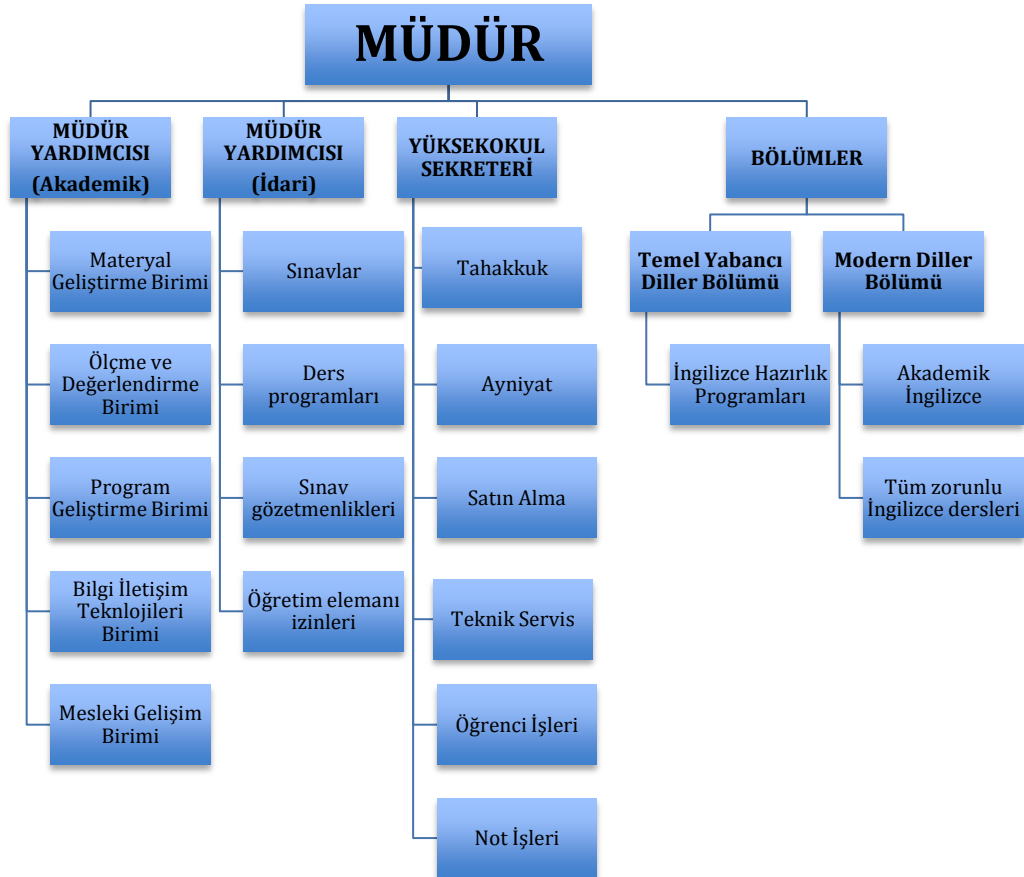 MÜDÜR
MÜDÜR
YARDIMCISI
(Akademik)
Materyal
Geliştirme Birimi
Ölçme ve
Değerlendirme
Birimi
Program
Geliştirme Birimi
Bilgi İletişim
Teknlojileri
Birimi
Mesleki Gelişim
Birimi
MÜDÜR
YARDIMCISI
(İdari)
Sınavlar
Ders
programları
Sınav
gözetmenlikleri
Öğretim elemanı
izinleri
YÜKSEKOKUL
SEKRETERİ
Tahakkuk
Ayniyat
Satın Alma
Teknik Servis
Öğrenci İşleri
Not İşleri
BÖLÜMLER
Temel Yabancı
Diller Bölümü
İngilizce Hazırlık
Programları
Modern Diller
Bölümü
Akademik
İngilizce
Tüm zorunlu
İngilizce dersleri